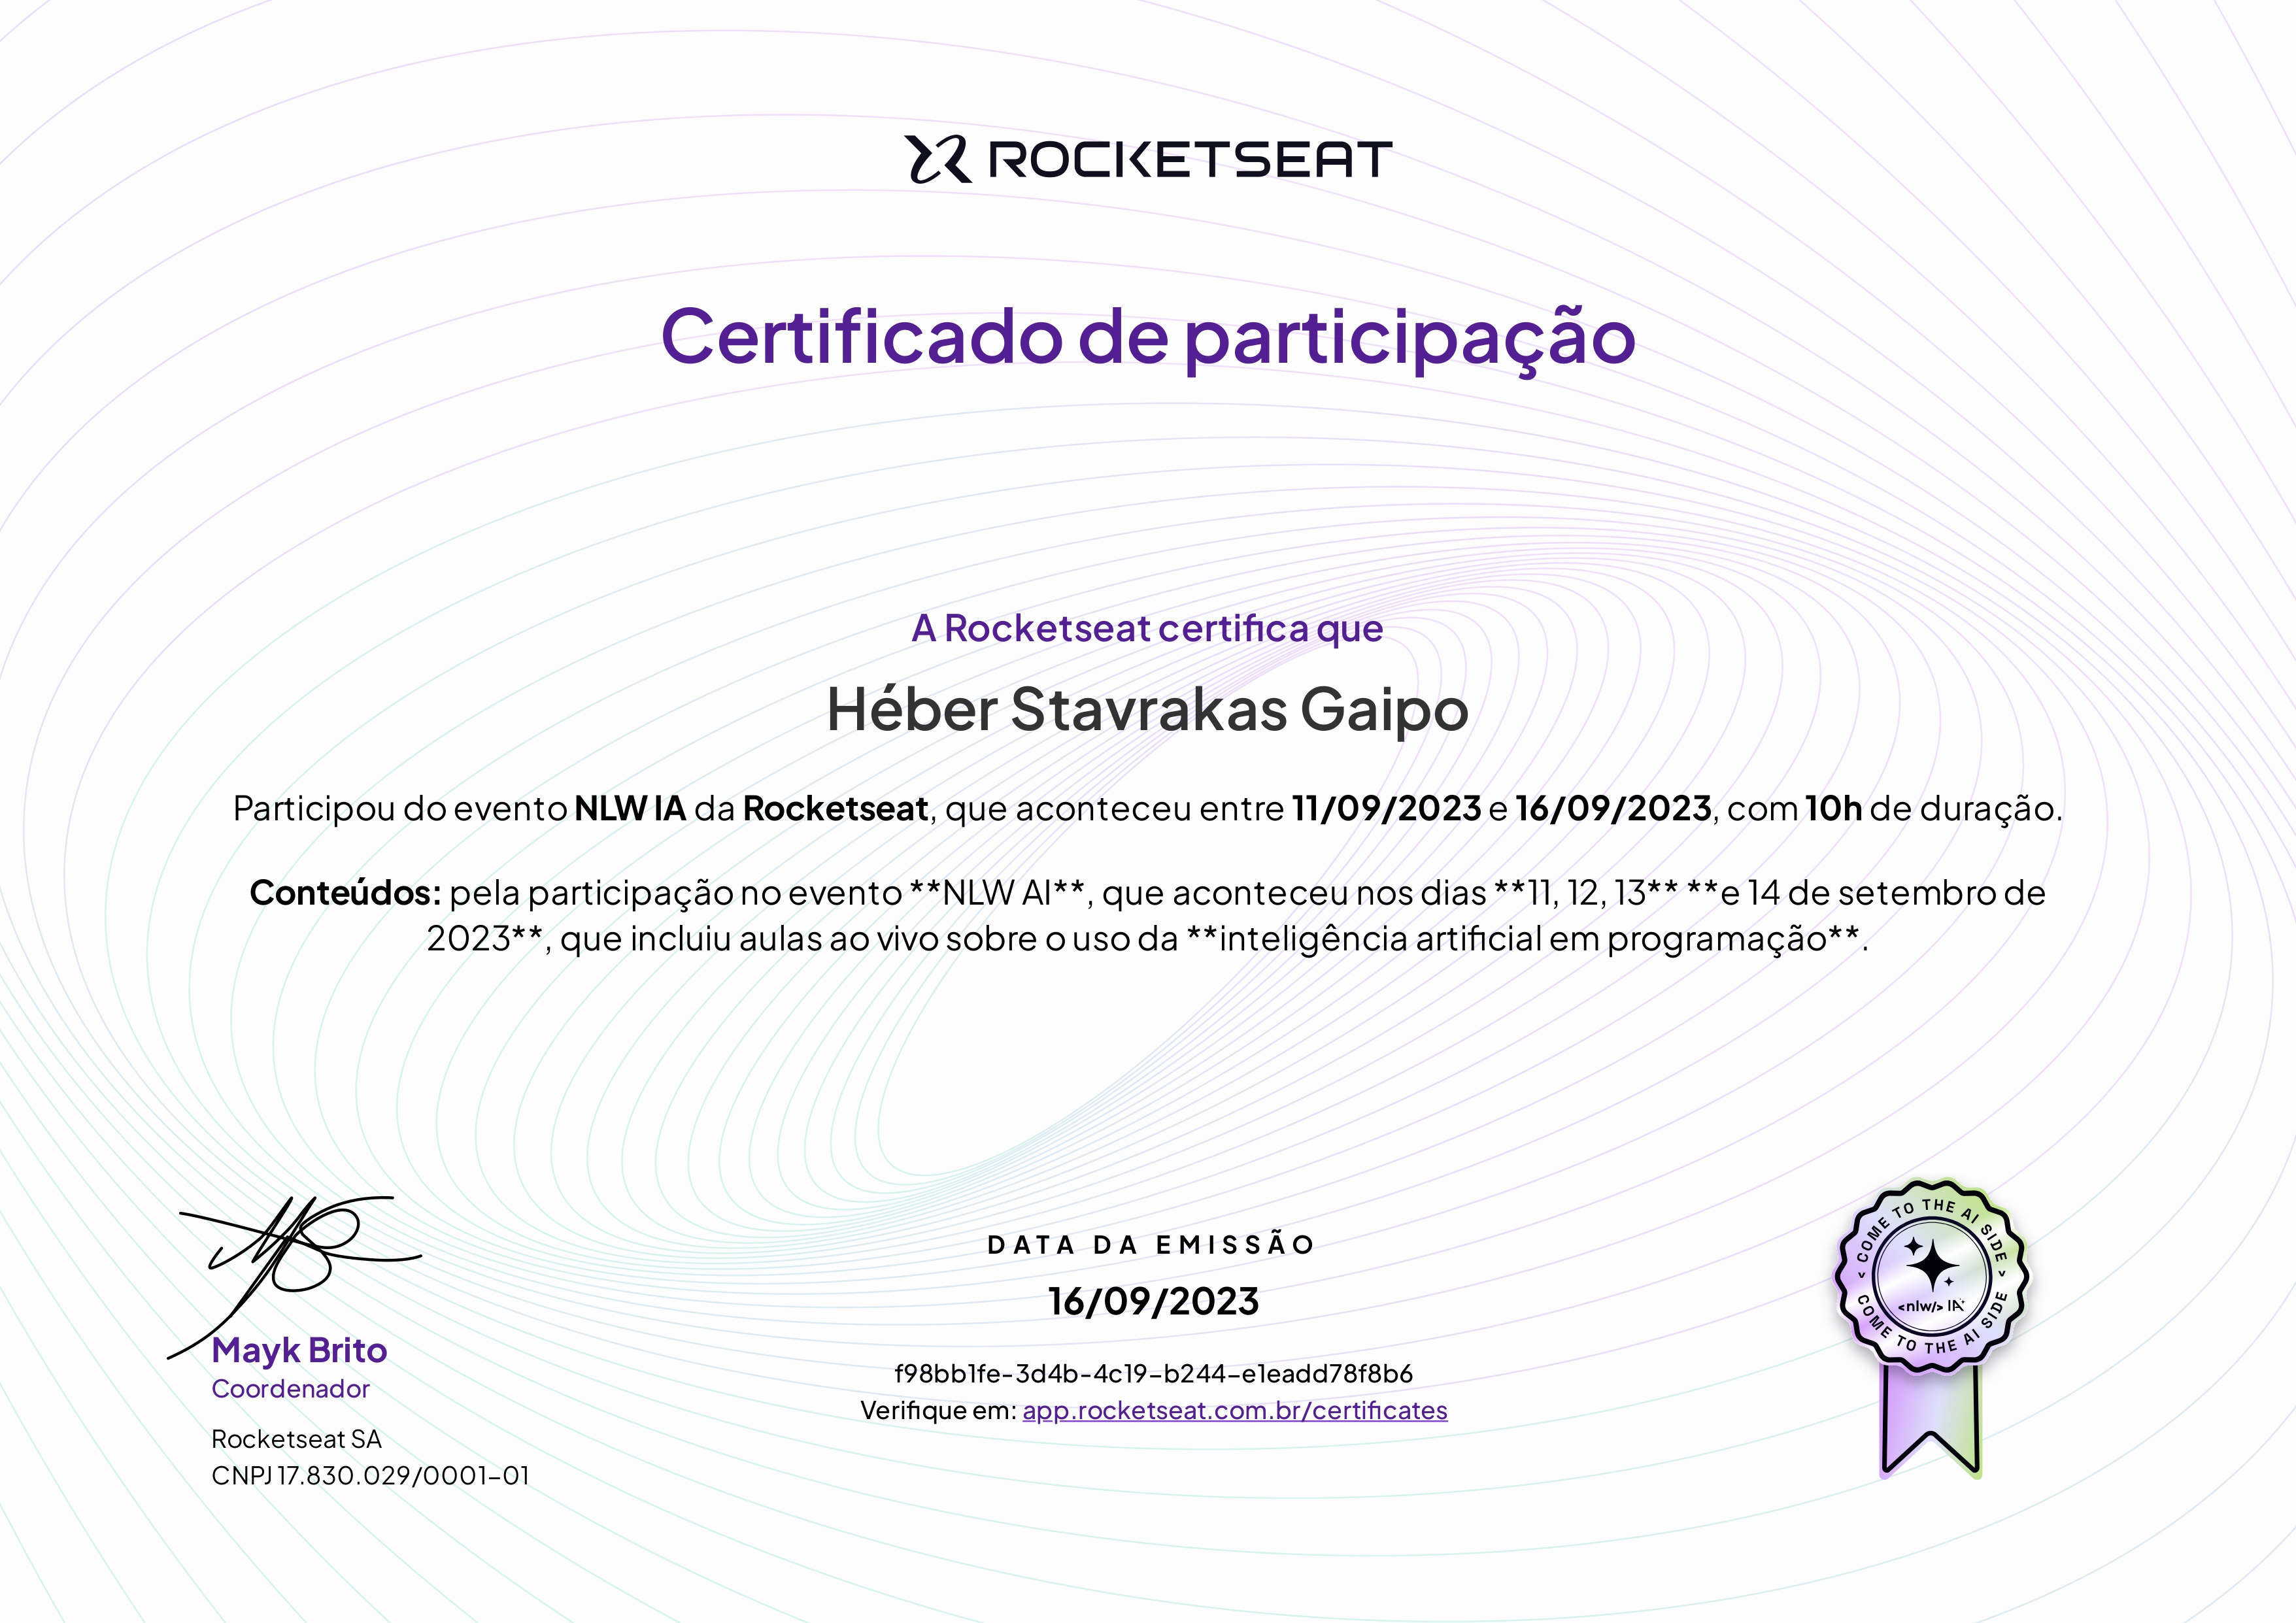 ROCKETSEAT
Certificado de participação
A Rocketseat certifica que
Héber Stavrakas Gaipo
Participou do evento NLW IA da Rocketseat, que aconteceu entre 11/09/2023 e 16/09/2023, com 10h de duração.
Conteúdos: pela participação no evento **NLW AI**, que aconteceu nos dias **11, 12, 13** **e 14 de setembro de
2023**, que incluiu aulas ao vivo sobre o uso da **inteligência artificial em programação**.
Mayk Brito
Coordenador
Rocketseat SA
CNPJ 17.830.029/0001-01
DATA DA EMISSÃO
16/09/2023
f98bb1fe-3d4b-4c19-b244-e1eadd78f8b6
Verifique em: app.rocketseat.com.br/certificates
< COME TO THE AI SIDE >
<nlw/> IA
COME TO THE AI SIDE